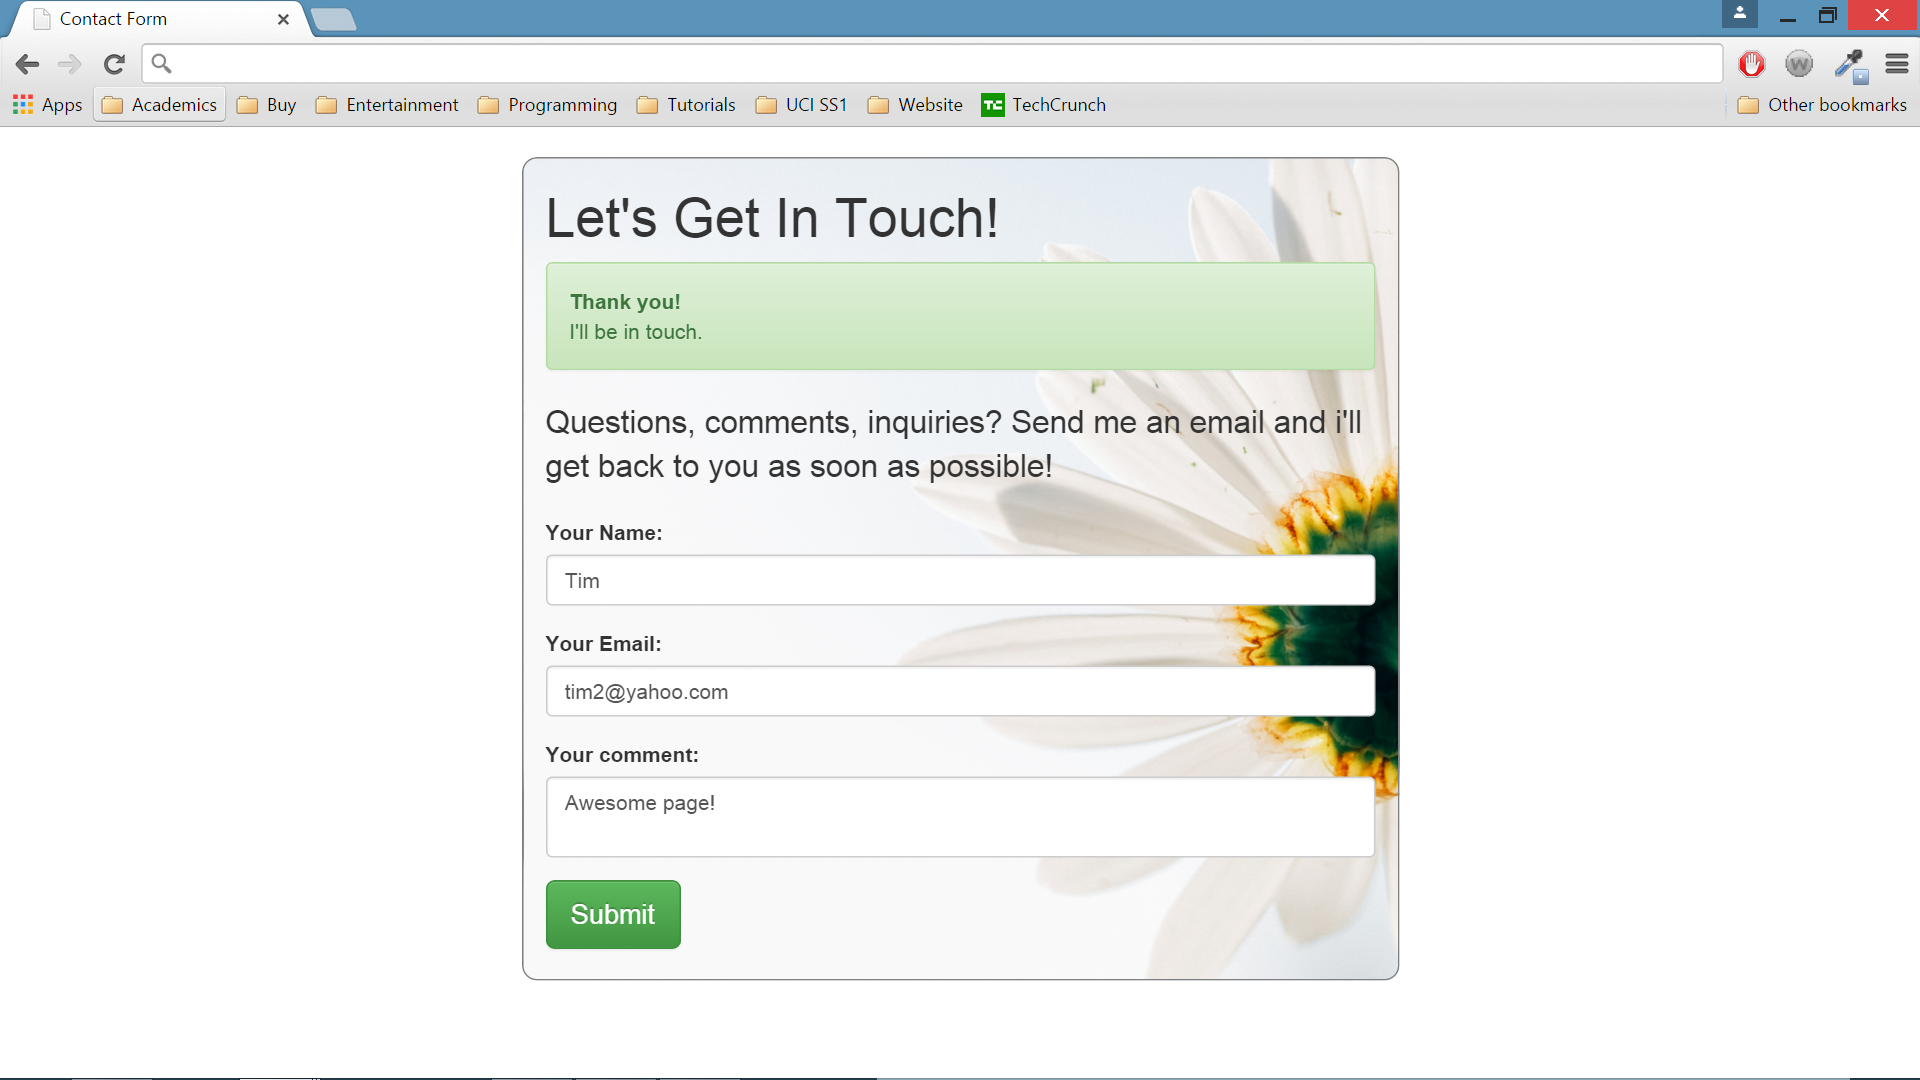 Contact Form
Apps Academics Buy Entertainment Programming Tutorials UCI SS1 Website TC TechCrunch Other bookmarks
W
Let's Get In Touch!
Thank you!
I'll be in touch.
Questions, comments, inquiries? Send me an email and i'll
get back to you as soon as possible!
Your Name:
Tim
Your Email:
tim2@yahoo.com
Your comment:
Awesome page!
Submit